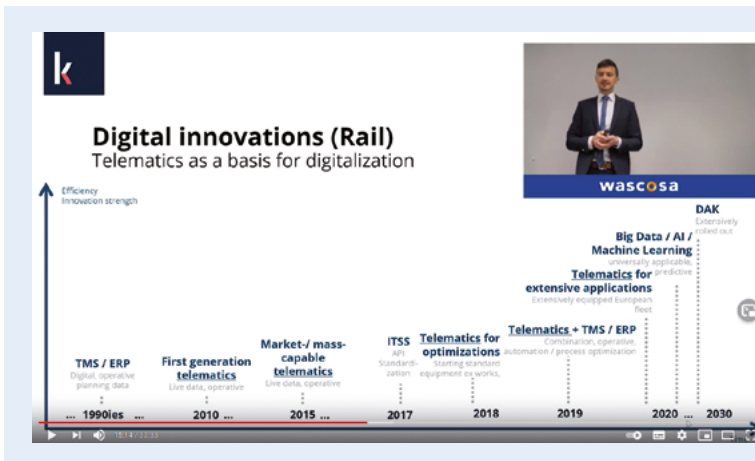 k
Digital innovations (Rail)
Telematics as a basis for digitalization
wascosa
Efficiency
Innovation strength
DAK
Extensively
rolled out
Big Data / AI /
Machine Learning
universally applicable,
predictive
Telematics for
extensive applications
Extensively equipped European
fleet
Telematics + TMS / ERP
Combination, operative,
automation / process optimization
Telematics for
optimizations
Starting standard
equipment ex works,
ITSS
API
Standardi-
zation
Market-/ mass-
capable
telematics
Live data, operative
First generation
telematics
Live data, operative
TMS / ERP
Digital, operative
planning data
... 1990ies ...
2010 ...
2015 ...
2017
2018
2019
2020 ...
2030